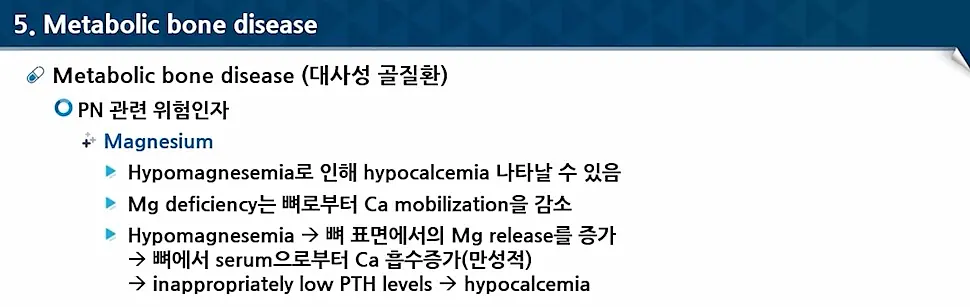 5. Metabolic bone disease
Metabolic bone disease (대사성 골질환)
PN 관련 위험인자
Magnesium
Hypomagnesemia로 인해 hypocalcemia 나타날 수 있음
Mg deficiency는 뼈로부터 Ca mobilization을 감소
Hypomagnesemia → 뼈 표면에서의 Mg release를 증가
→ 뼈에서 serum으로부터 Ca 흡수증가(만성적)
→ inappropriately low PTH levels → hypocalcemia